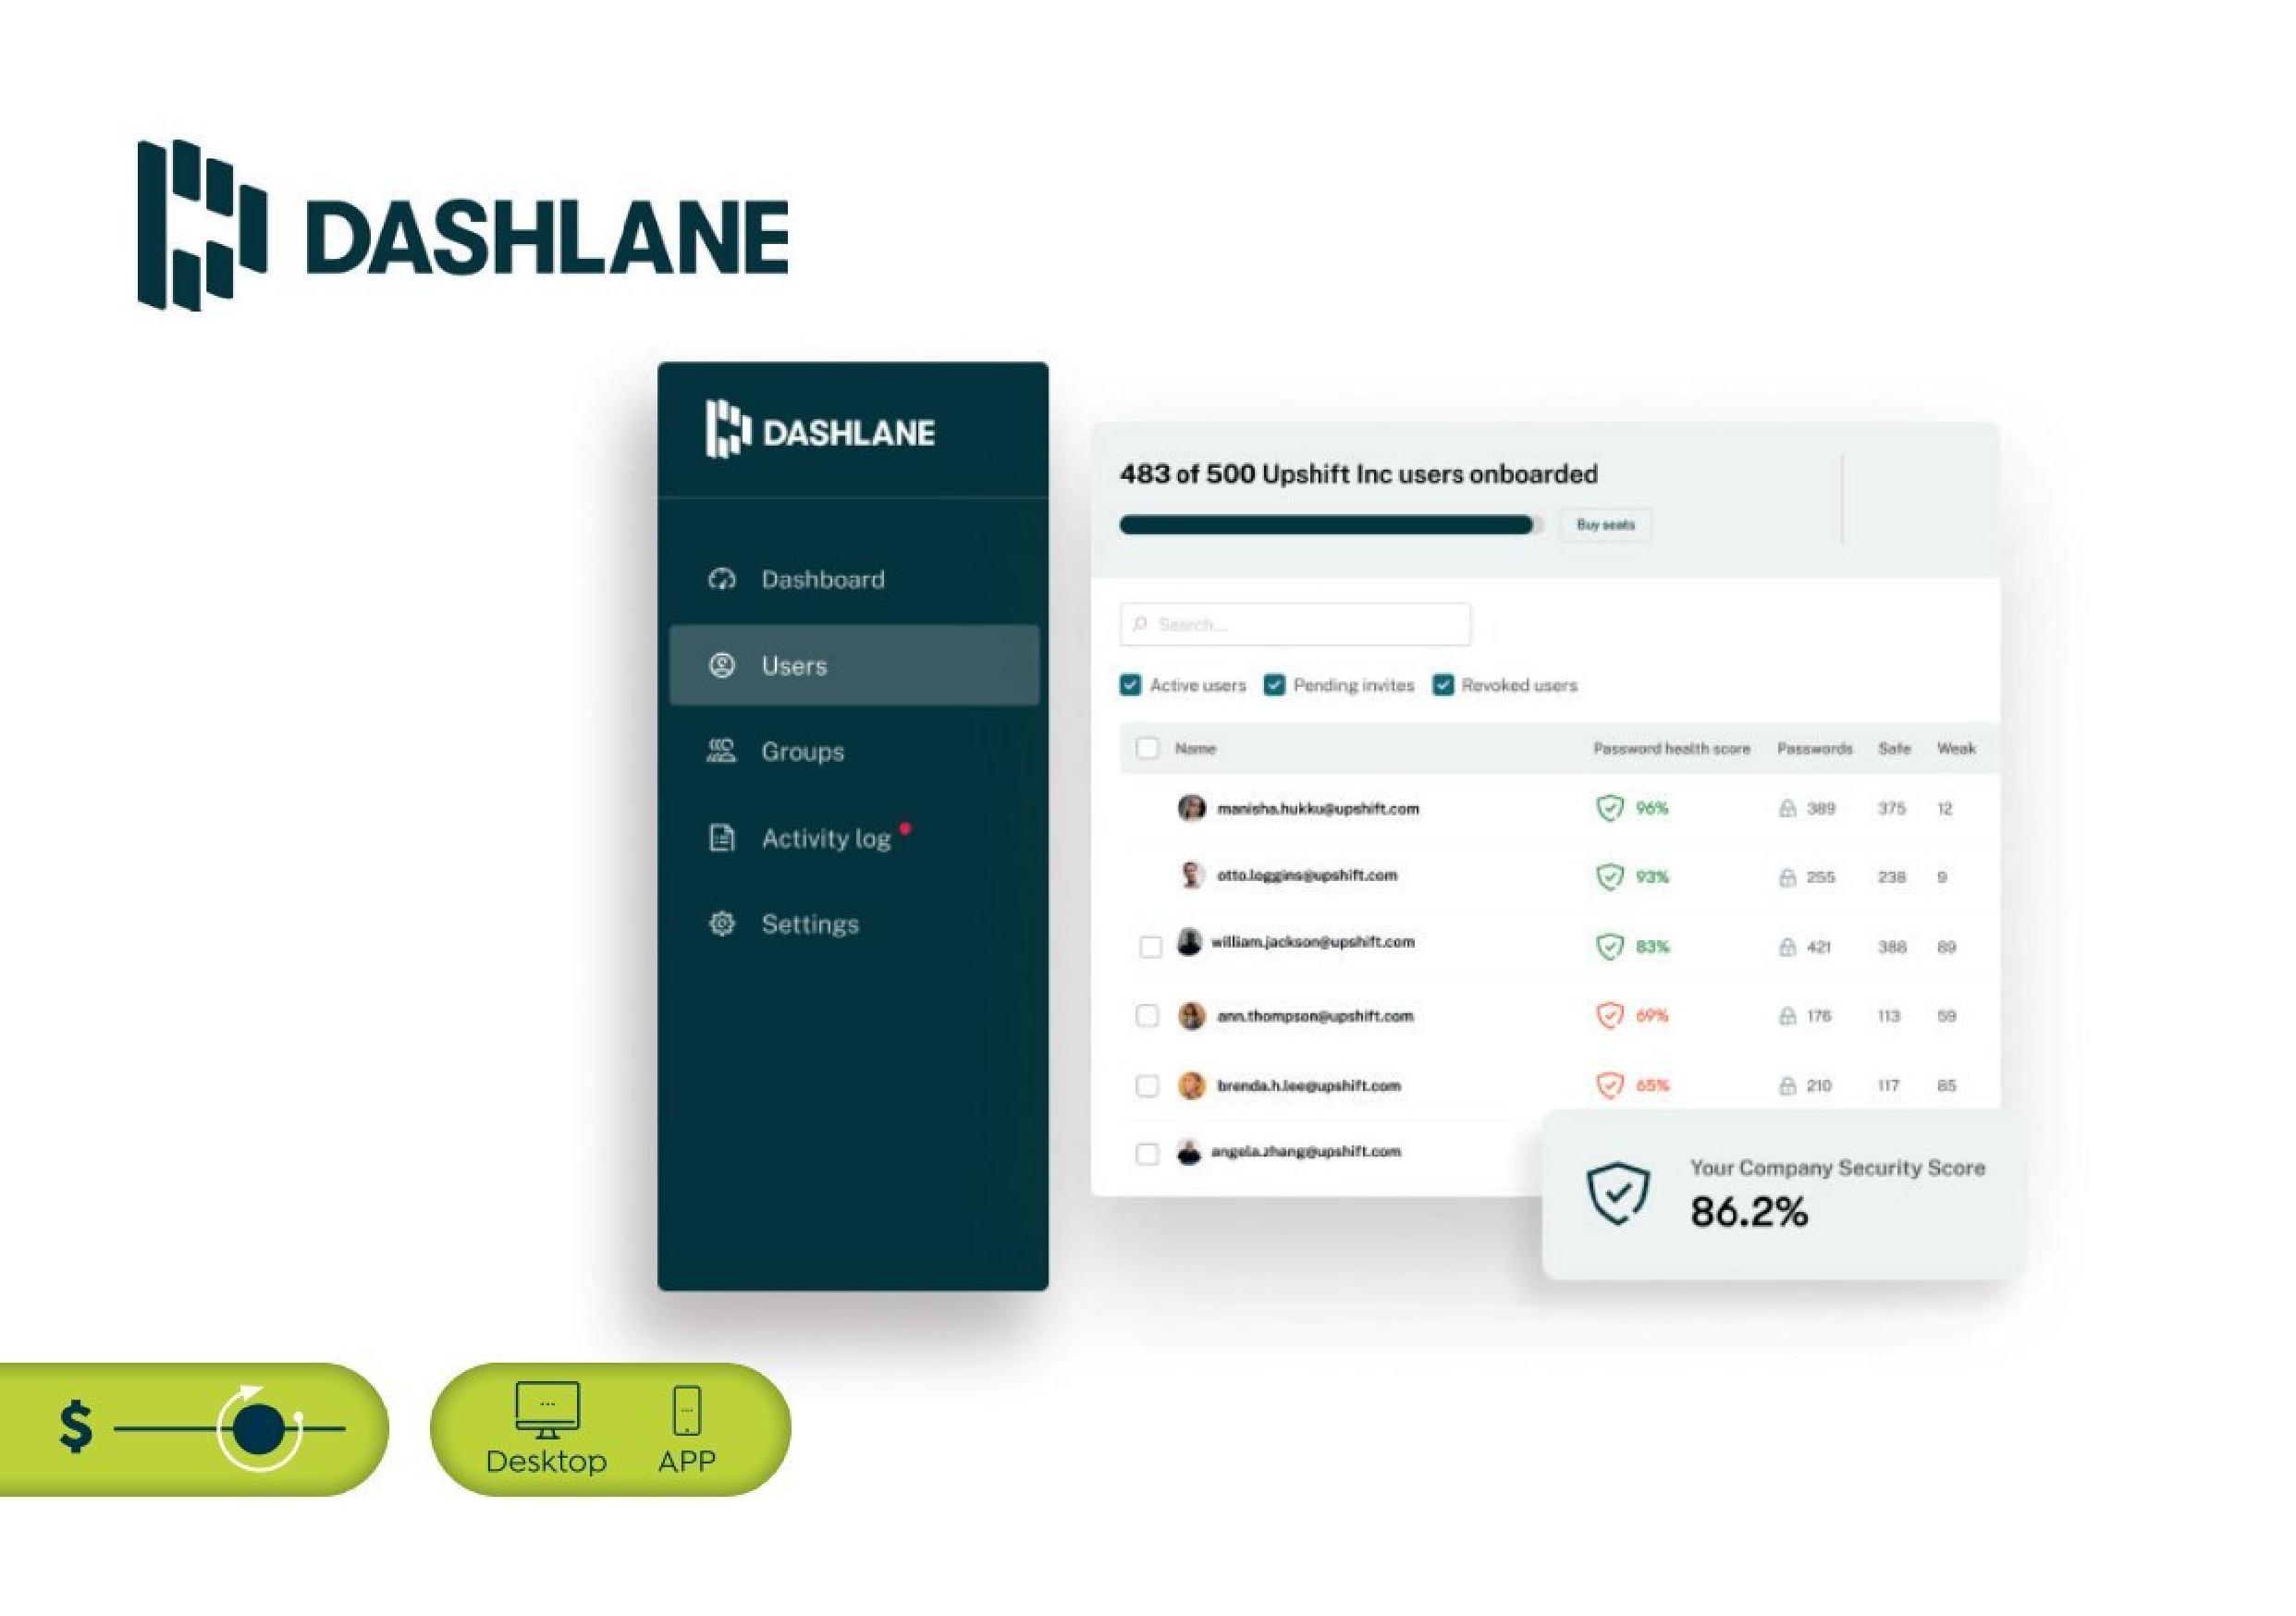 DASHLANE
DASHLANE
Dashboard
Users
Groups
Activity log
Settings
483 of 500 Upshift Inc users onboarded
Buy seats
Search...
Active users Pending invites Revoked users
Name Password health score Passwords Safe Weak
manisha.hukku@upshift.com 96% 389 375 12
otto.loggins@upshift.com 93% 255 238 9
william.jackson@upshift.com 83% 421 388 89
ann.thompson@upshift.com 69% 176 113 59
brenda.h.lee@upshift.com 65% 210 117 85
angela.zhang@upshift.com
Your Company Security Score
86.2%
$
Desktop APP